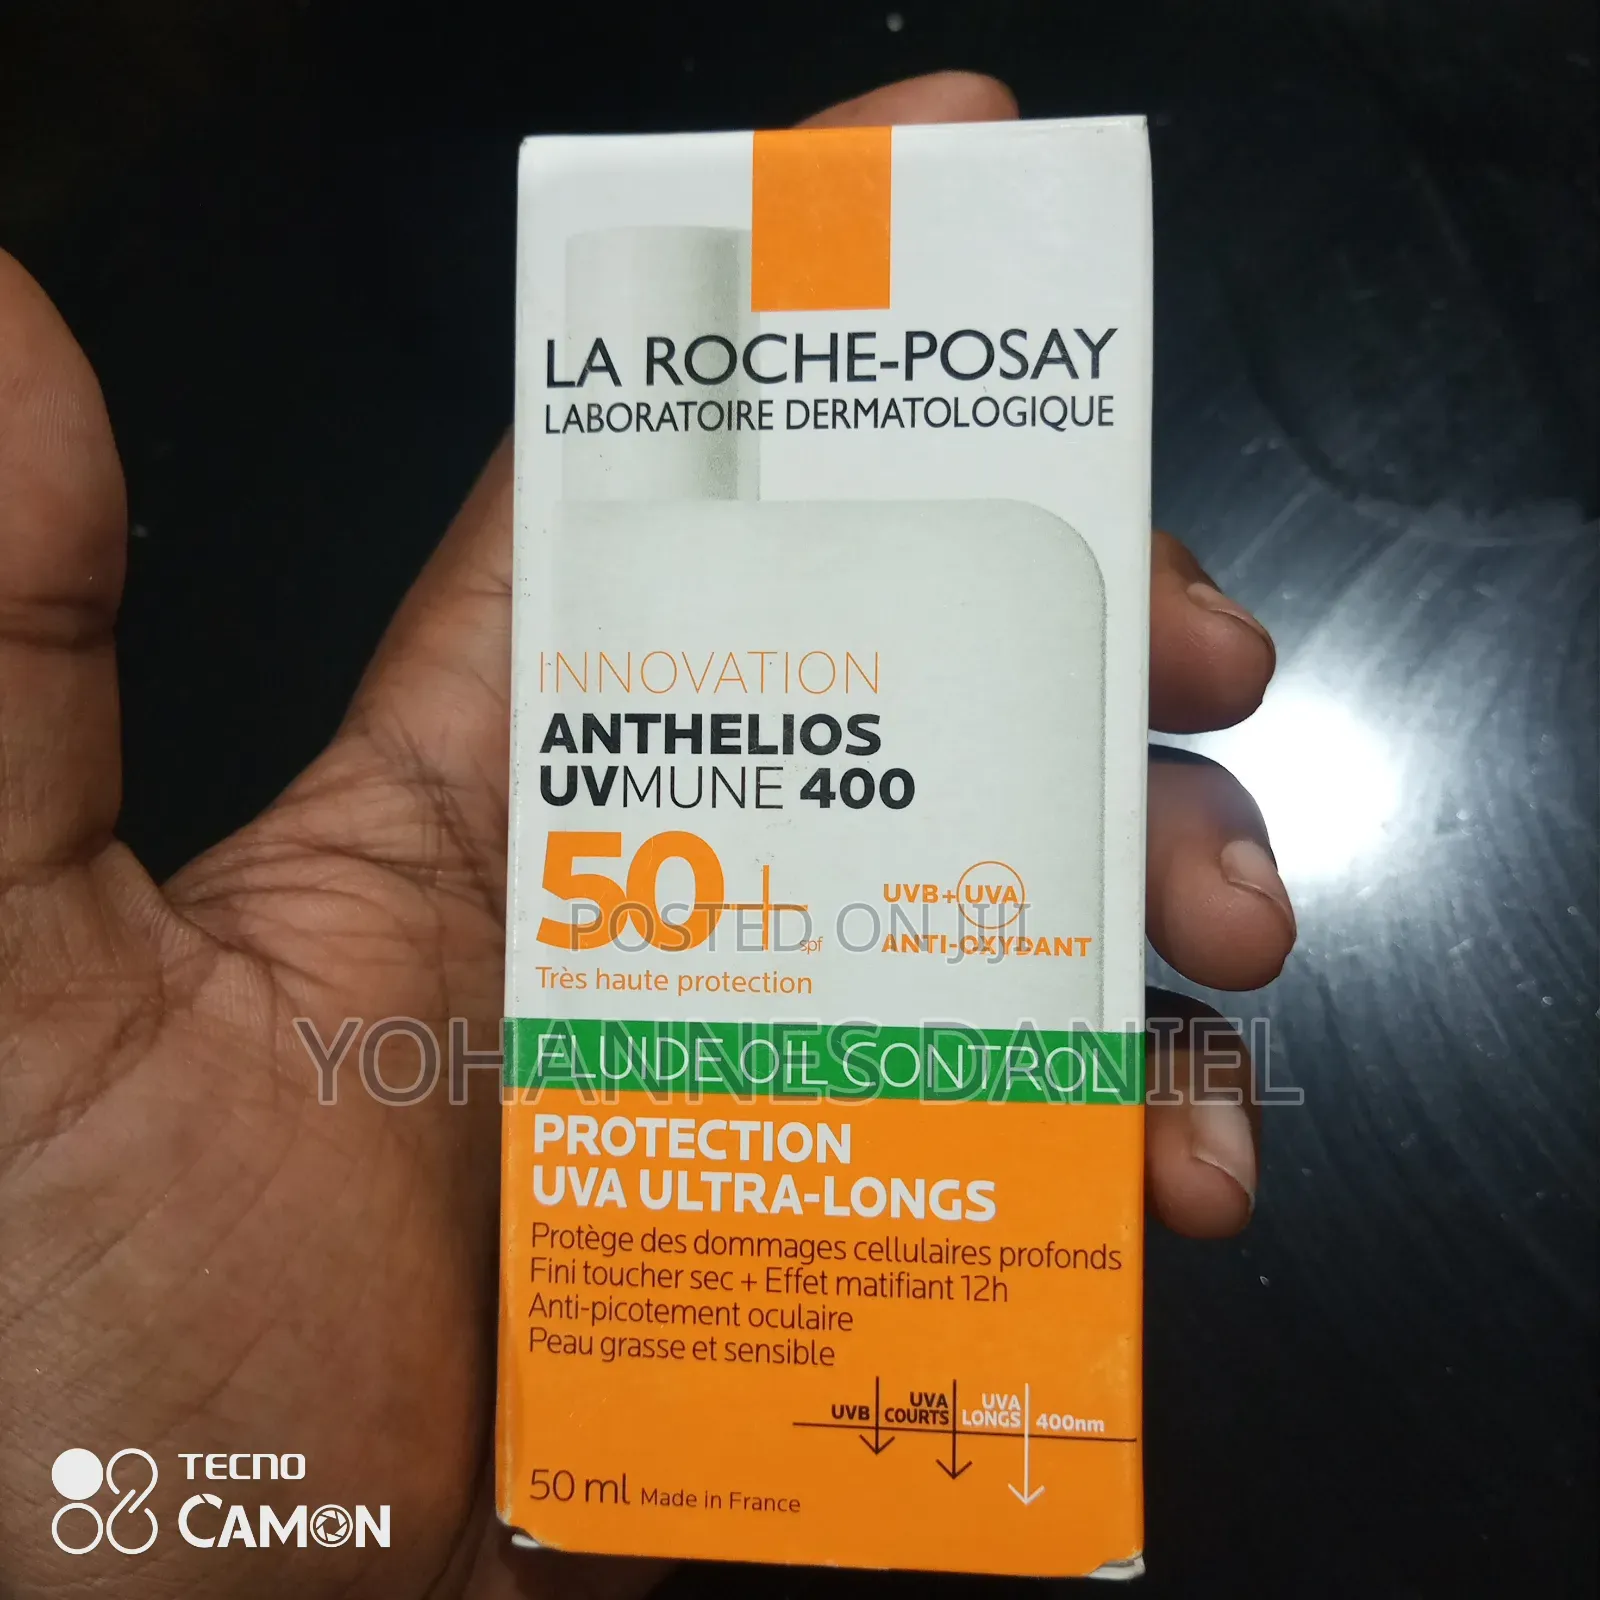 LA ROCHE-POSAY
LABORATOIRE DERMATOLOGIQUE
INNOVATION
ANTHELIOS
UVMUNE 400
50+ spf
UVB+UVA
ANTI-OXYDANT
POSTED ON JIJI
Très haute protection
YOHANNES DANIEL
FLUIDE OIL CONTROL
PROTECTION
UVA ULTRA-LONGS
Protège des dommages cellulaires profonds
Fini toucher sec + Effet matifiant 12h
Anti-picotement oculaire
Peau grasse et sensible
UVB UVA COURTS UVA LONGS 400nm
50 ml Made in France
TECNO
CAMON